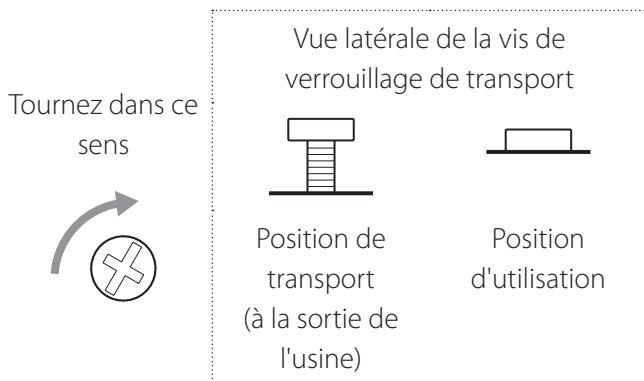 Tournez dans ce
sens
Vue latérale de la vis de
verrouillage de transport
Position de
transport
(à la sortie de
l'usine)
Position
d'utilisation